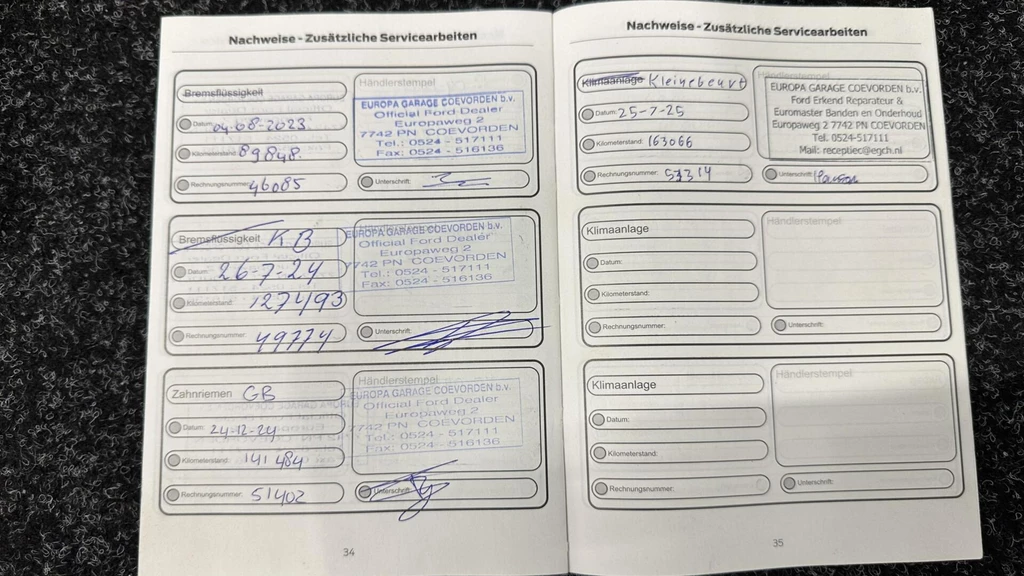 Nachweise - Zusätzliche Servicearbeiten
Bremsflüssigkeit
Datum: 04-08-2023
Kilometerstand: 89848
Rechnungsnummer: 46085
Händlerstempel
EUROPA GARAGE COEVORDEN b.v.
Official Ford Dealer
Europaweg 2
7742 PN COEVORDEN
Tel.: 0524 - 517111
Fax: 0524 - 516136
Unterschrift:
Bremsflüssigkeit KB
Datum: 26-7-24
Kilometerstand: 127493
Rechnungsnummer: 49774
EUROPA GARAGE COEVORDEN b.v.
Official Ford Dealer
Europaweg 2
7742 PN COEVORDEN
Tel.: 0524 - 517111
Fax: 0524 - 516136
Unterschrift:
Zahnriemen GB
Datum: 24-12-24
Kilometerstand: 141484
Rechnungsnummer: 51402
Händlerstempel
EUROPA GARAGE COEVORDEN b.v.
Official Ford Dealer
Europaweg 2
7742 PN COEVORDEN
Tel.: 0524 - 517111
Fax: 0524 - 516136
Unterschrift:
34
Nachweise - Zusätzliche Servicearbeiten
Klimaanlage Kleinebeurt
Datum: 25-7-25
Kilometerstand: 163066
Rechnungsnummer: 53314
Händlerstempel
EUROPA GARAGE COEVORDEN b.v.
Ford Erkend Reparateur &
Euromaster Banden en Onderhoud
Europaweg 2 7742 PN COEVORDEN
Tel. 0524-517111
Mail: receptiec@egch.nl
Unterschrift:
Klimaanlage
Datum:
Kilometerstand:
Rechnungsnummer:
Händlerstempel
Unterschrift:
Klimaanlage
Datum:
Kilometerstand:
Rechnungsnummer:
Händlerstempel
Unterschrift:
35